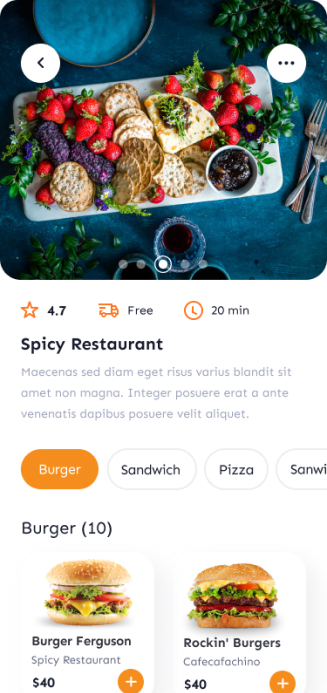 4.7 Free 20 min
Spicy Restaurant
Maecenas sed diam eget risus varius blandit sit
amet non magna. Integer posuere erat a ante
venenatis dapibus posuere velit aliquet.
Burger Sandwich Pizza Sanwi
Burger (10)
Burger Ferguson
Spicy Restaurant
$40
Rockin' Burgers
Cafecafachino
$40